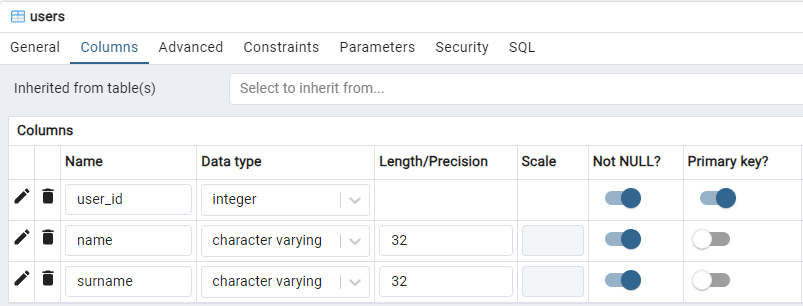 users
General Columns Advanced Constraints Parameters Security SQL
Inherited from table(s) Select to inherit from...
Columns
Name Data type Length/Precision Scale Not NULL? Primary key?
user_id integer
name character varying 32
surname character varying 32